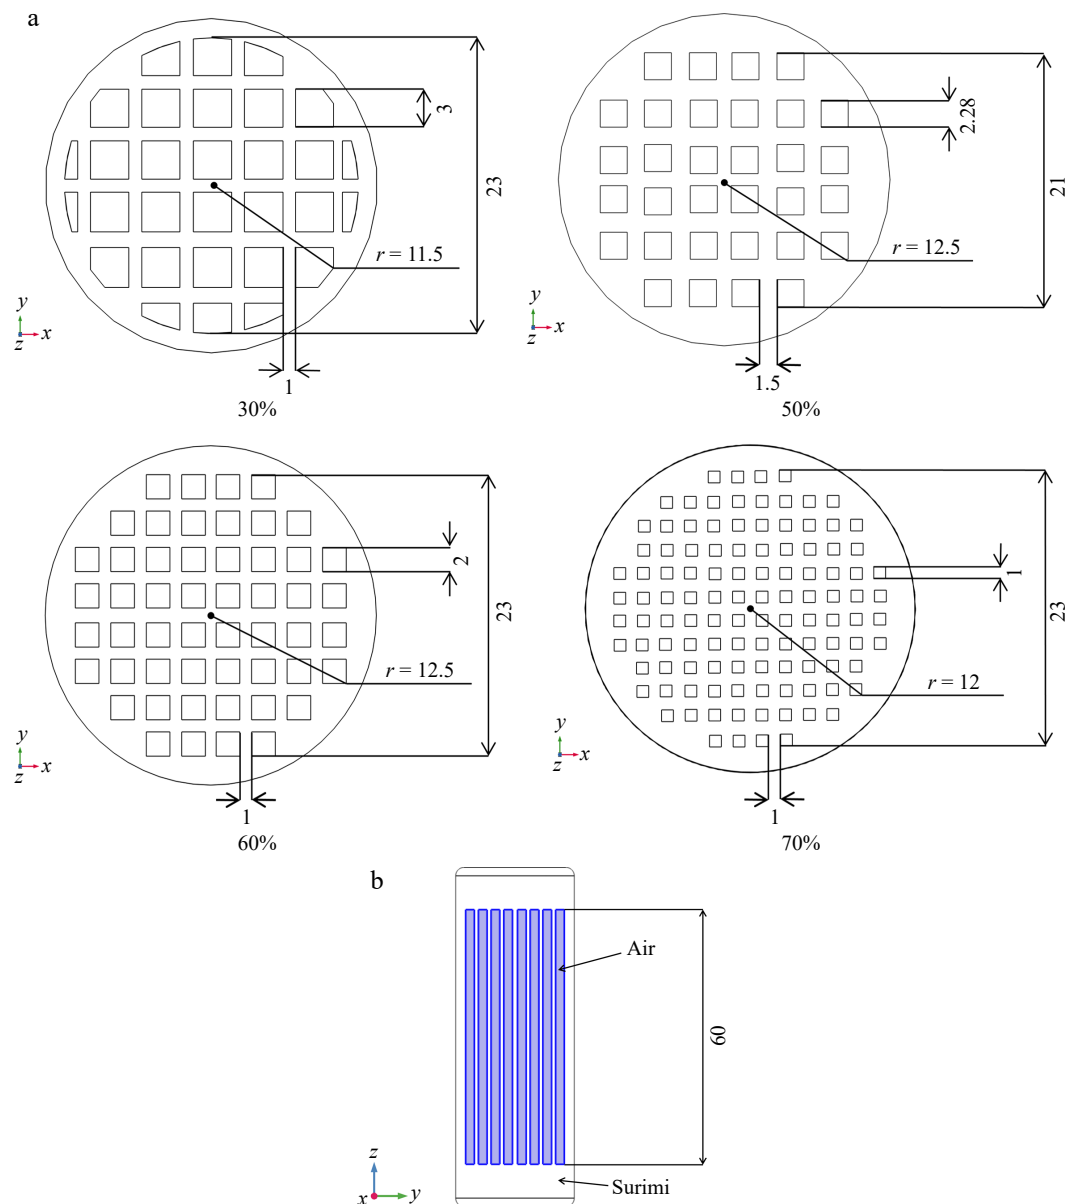 a
3
23
r = 11.5
y
z x
1
30%
2.28
21
r = 12.5
y
z x
1.5
50%
2
23
r = 12.5
y
z x
1
60%
1
23
r = 12
y
z x
1
70%
b
Air
60
z
x y
Surimi